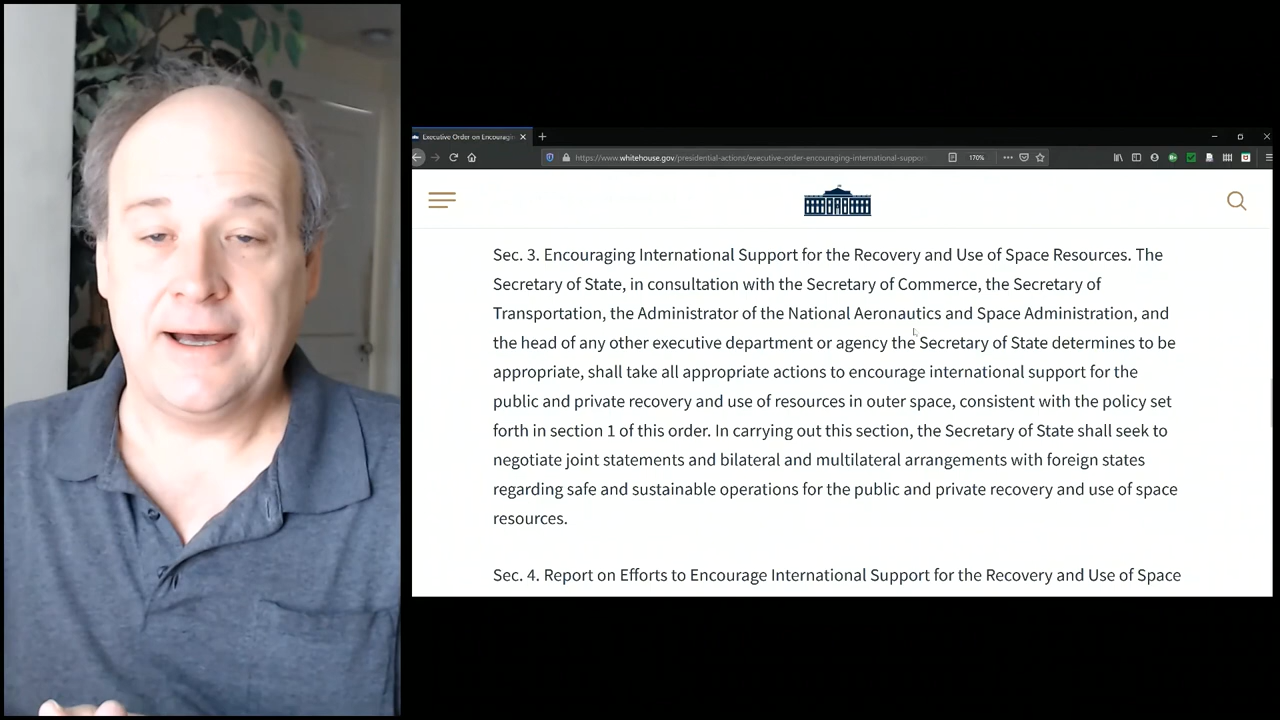 Executive Order on Encouragin
https://www.whitehouse.gov/presidential-actions/executive-order-encouraging-international-suppor
170%
Sec. 3. Encouraging International Support for the Recovery and Use of Space Resources. The
Secretary of State, in consultation with the Secretary of Commerce, the Secretary of
Transportation, the Administrator of the National Aeronautics and Space Administration, and
the head of any other executive department or agency the Secretary of State determines to be
appropriate, shall take all appropriate actions to encourage international support for the
public and private recovery and use of resources in outer space, consistent with the policy set
forth in section 1 of this order. In carrying out this section, the Secretary of State shall seek to
negotiate joint statements and bilateral and multilateral arrangements with foreign states
regarding safe and sustainable operations for the public and private recovery and use of space
resources.
Sec. 4. Report on Efforts to Encourage International Support for the Recovery and Use of Space